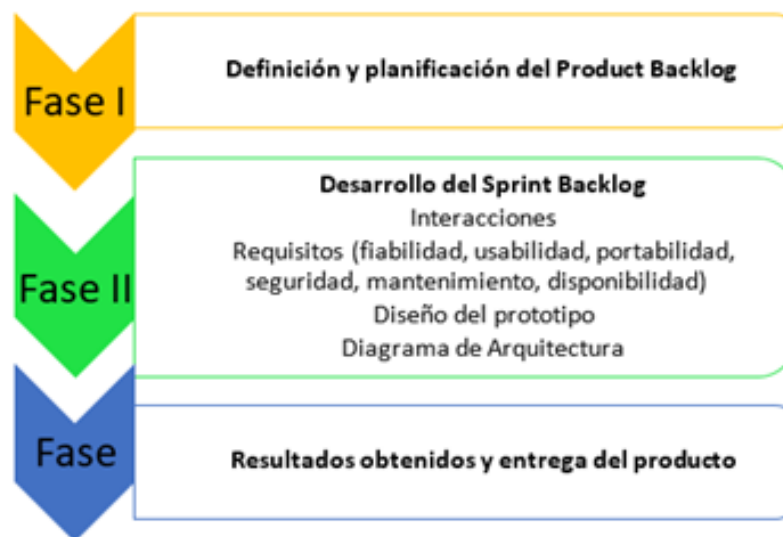 Fase I
Definición y planificación del Product Backlog
Fase II
Desarrollo del Sprint Backlog
Interacciones
Requisitos (fiabilidad, usabilidad, portabilidad,
seguridad, mantenimiento, disponibilidad)
Diseño del prototipo
Diagrama de Arquitectura
Fase
Resultados obtenidos y entrega del producto